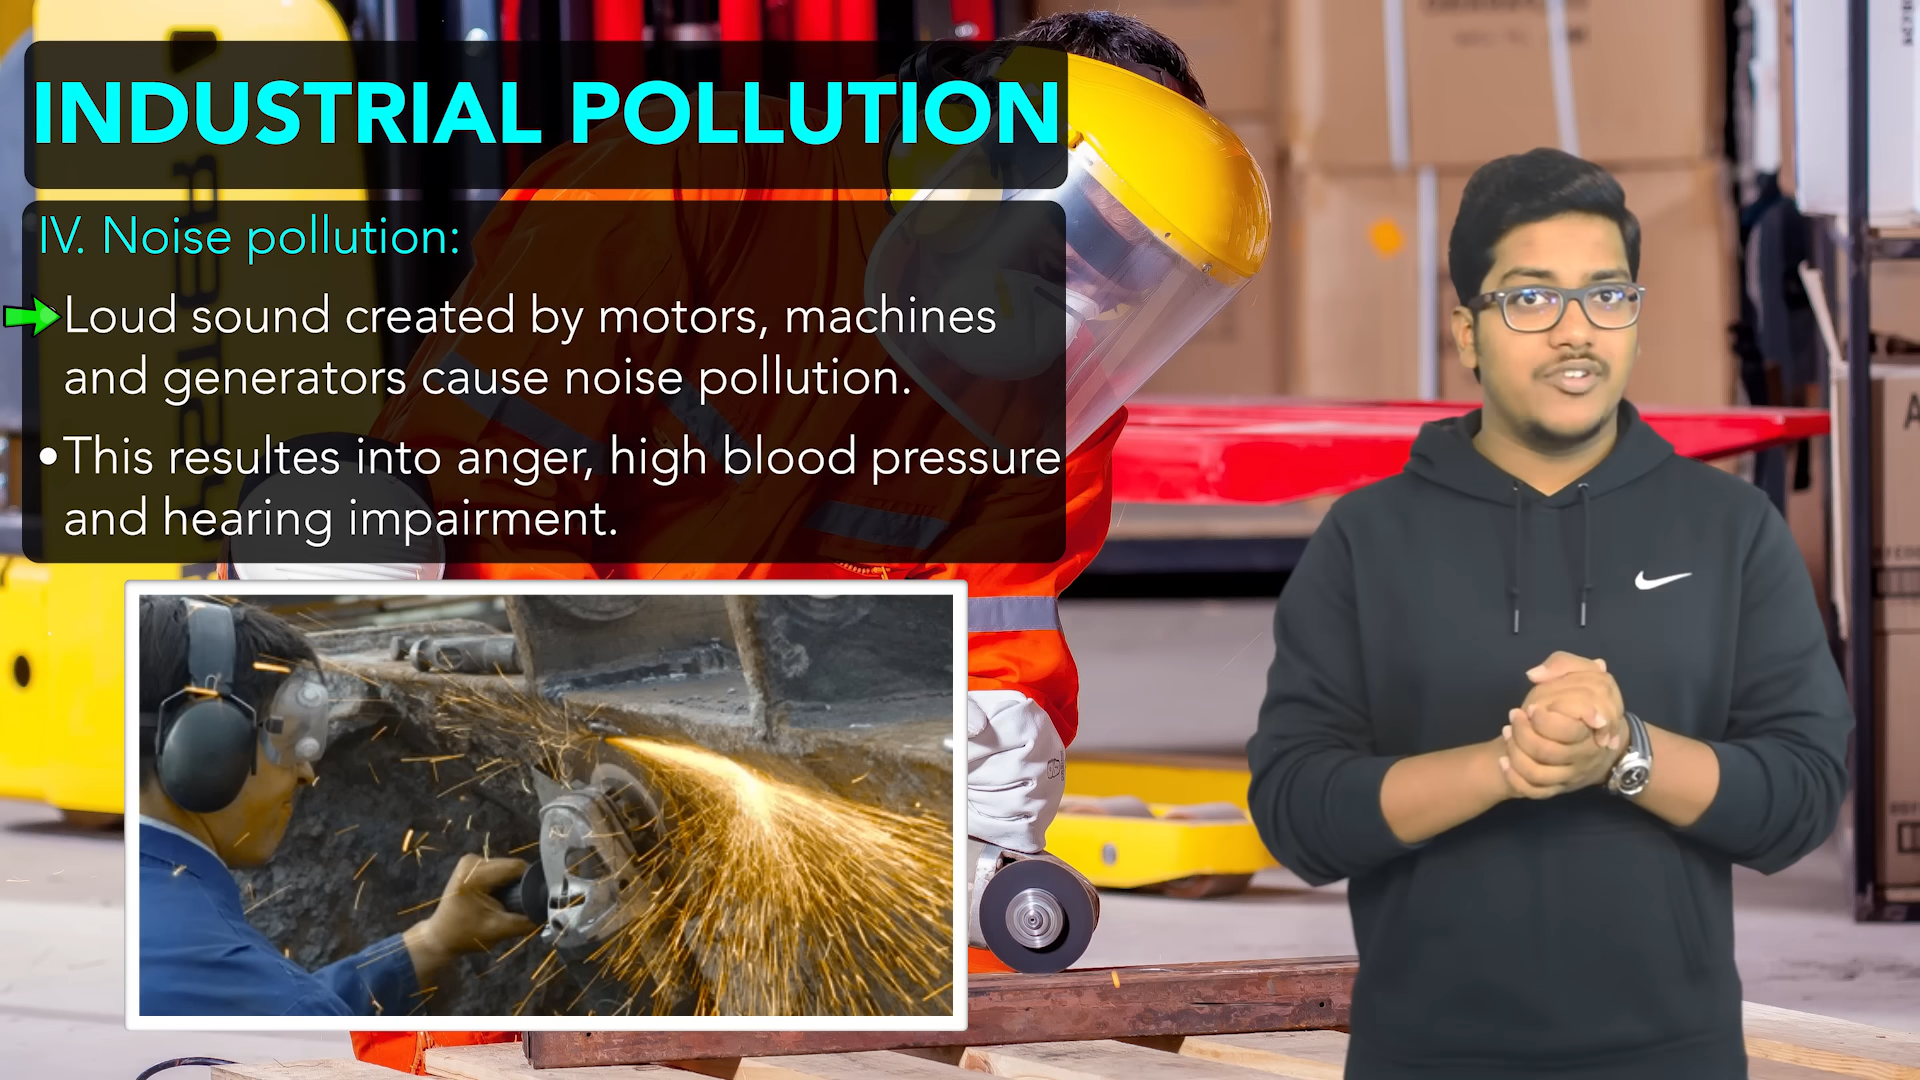 INDUSTRIAL POLLUTION
IV. Noise pollution:
Loud sound created by motors, machines
and generators cause noise pollution.
•This resultes into anger, high blood pressure
and hearing impairment.